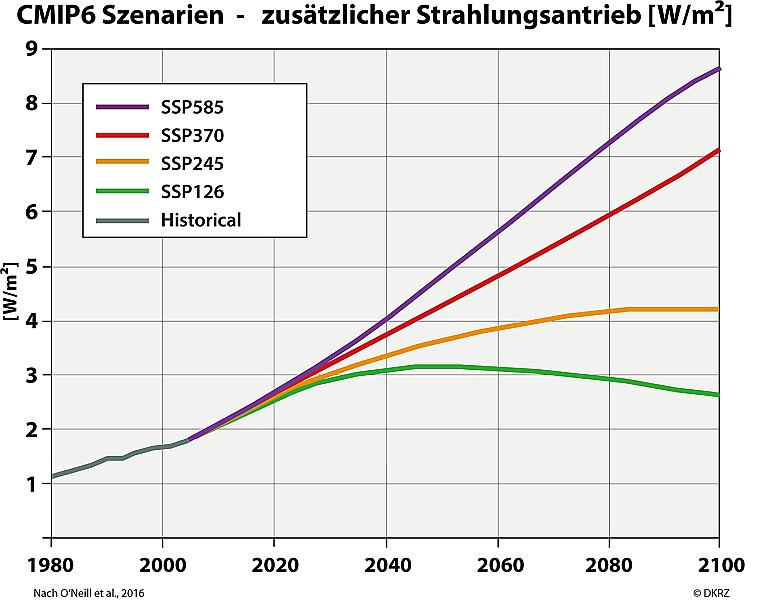 CMIP6 Szenarien - zusätzlicher Strahlungsantrieb [W/m²]
9
8
7
6
5
4
3
2
1
[W/m²]
SSP585
SSP370
SSP245
SSP126
Historical
1980 2000 2020 2040 2060 2080 2100
Nach O'Neill et al., 2016 © DKRZ